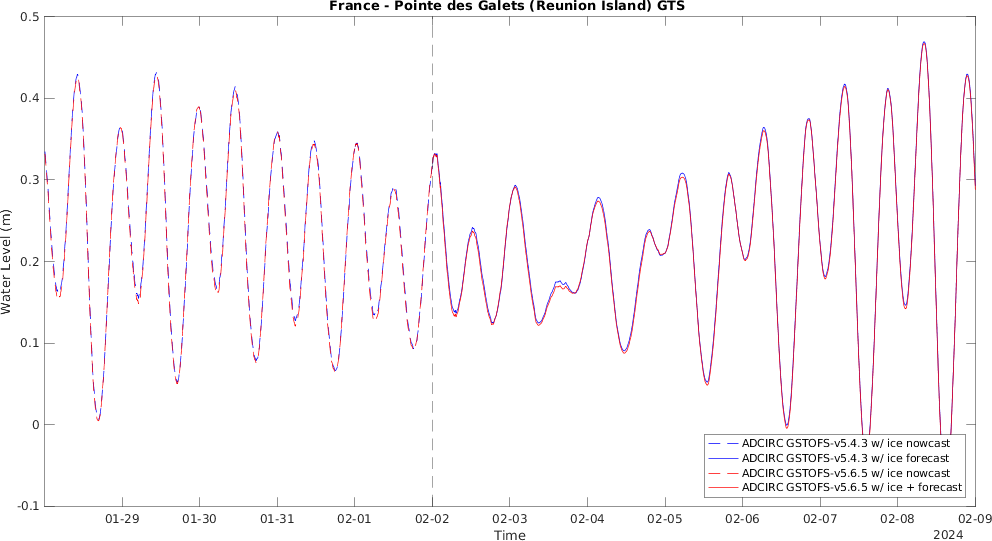 France - Pointe des Galets (Reunion Island) GTS
0.5
0.4
0.3
0.2
0.1
0
-0.1
Water Level (m)
ADCIRC GSTOFS-v5.4.3 w/ ice nowcast
ADCIRC GSTOFS-v5.4.3 w/ ice forecast
ADCIRC GSTOFS-v5.6.5 w/ ice nowcast
ADCIRC GSTOFS-v5.6.5 w/ ice + forecast
01-29 01-30 01-31 02-01 02-02 02-03 02-04 02-05 02-06 02-07 02-08 02-09
Time
2024